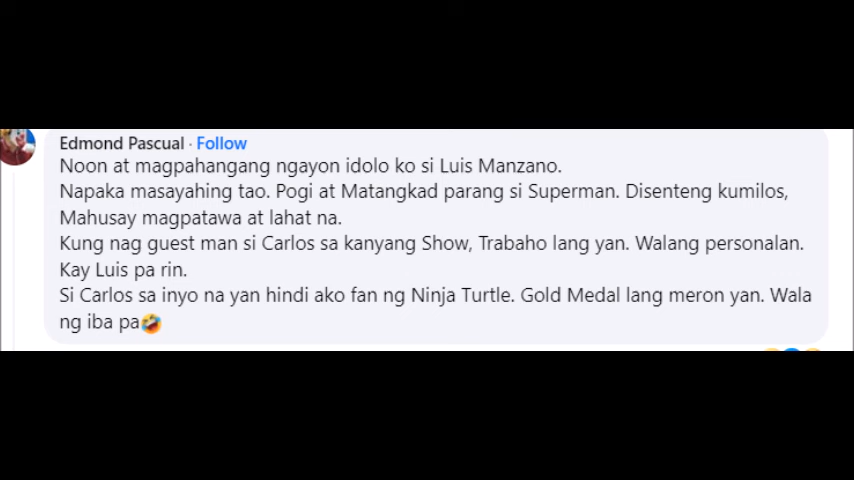 Edmond Pascual · Follow
Noon at magpahangang ngayon idolo ko si Luis Manzano.
Napaka masayahing tao. Pogi at Matangkad parang si Superman. Disenteng kumilos,
Mahusay magpatawa at lahat na.
Kung nag guest man si Carlos sa kanyang Show, Trabaho lang yan. Walang personalan.
Kay Luis pa rin.
Si Carlos sa inyo na yan hindi ako fan ng Ninja Turtle. Gold Medal lang meron yan. Wala
ng iba pa🤣